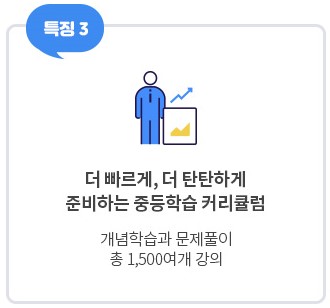 특징 3
더 빠르게, 더 탄탄하게
준비하는 중등학습 커리큘럼
개념학습과 문제풀이
총 1,500여개 강의